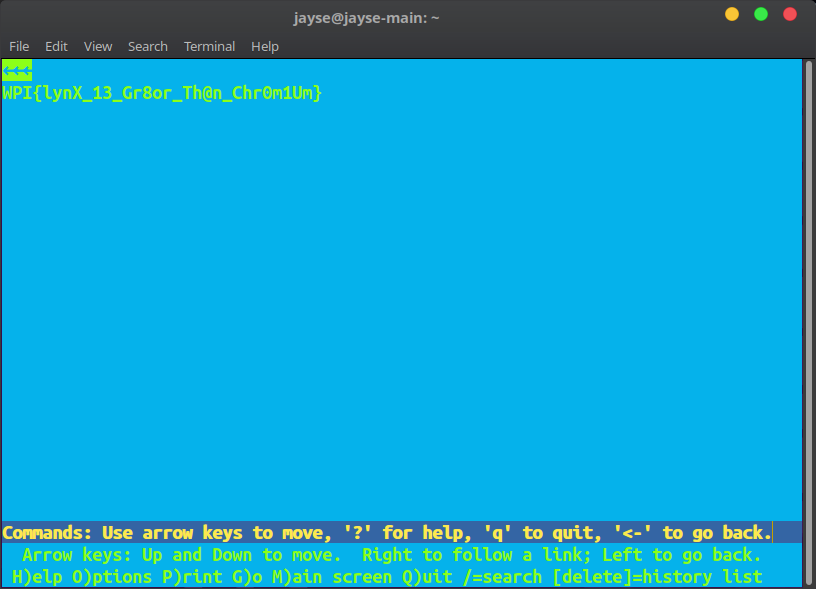 jayse@jayse-main: ~
File Edit View Search Terminal Help
<<<
WPI{lynX_13_Gr8or_Th@n_Chr0m1Um}
Commands: Use arrow keys to move, '?' for help, 'q' to quit, '<-' to go back.
Arrow keys: Up and Down to move.  Right to follow a link; Left to go back.
H)elp O)ptions P)rint G)o M)ain screen Q)uit /=search [delete]=history list